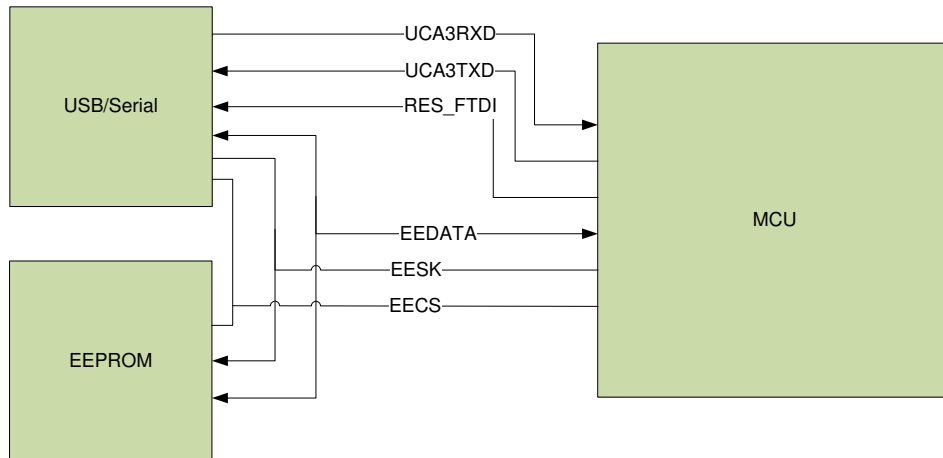 UCA3RXD
UCA3TXD
USB/Serial
RES_FTDI
MCU
EEDATA
EESK
EECS
EEPROM